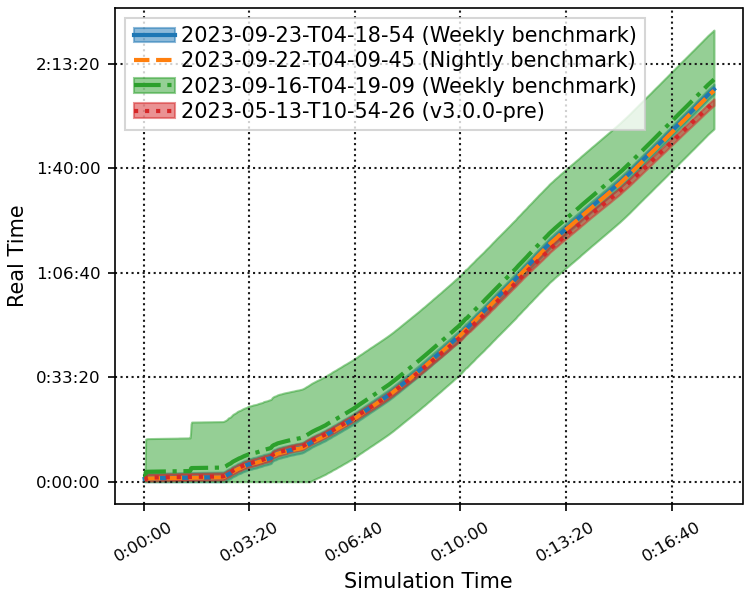 2023-09-23-T04-18-54 (Weekly benchmark)
2023-09-22-T04-09-45 (Nightly benchmark)
2023-09-16-T04-19-09 (Weekly benchmark)
2023-05-13-T10-54-26 (v3.0.0-pre)
Real Time
2:13:20
1:40:00
1:06:40
0:33:20
0:00:00
0:00:00
0:03:20
0:06:40
0:10:00
0:13:20
0:16:40
Simulation Time